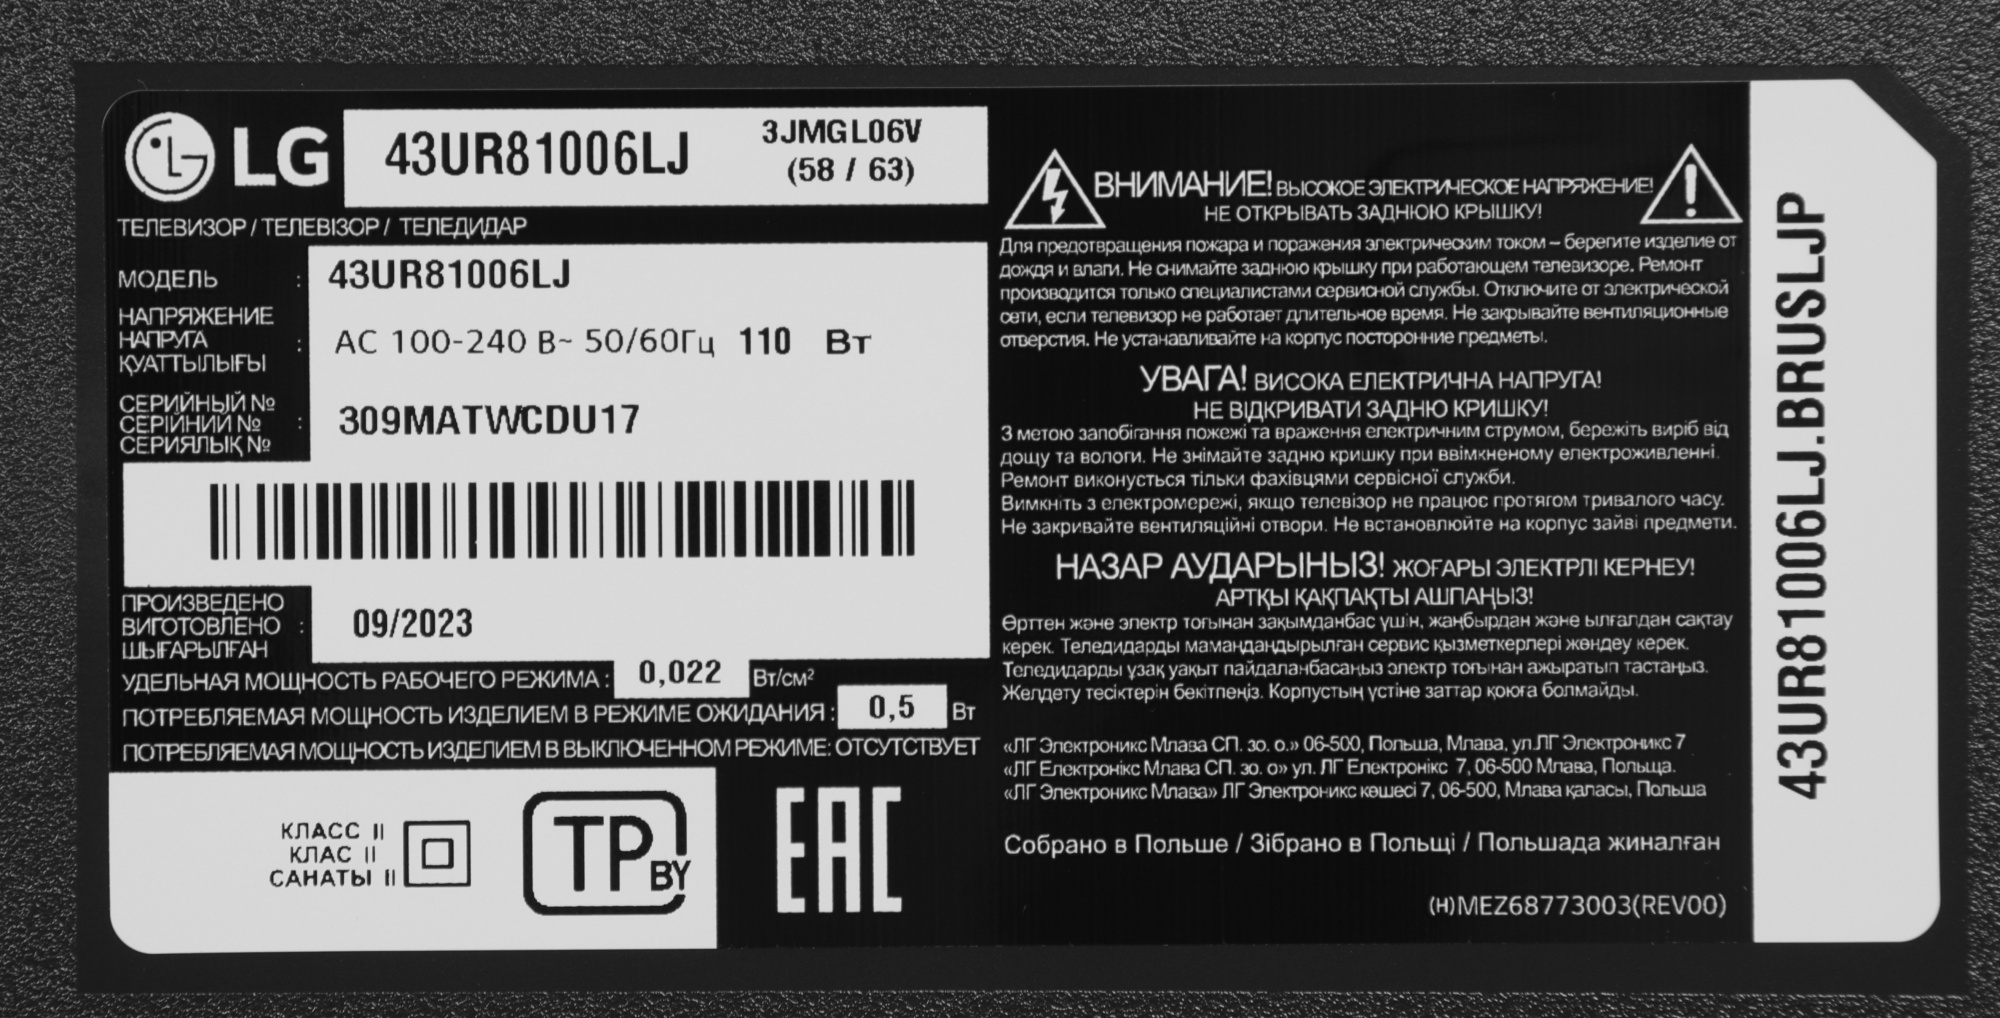 LG 43UR81006LJ 3JMGL06V
(58 / 63)
ТЕЛЕВИЗОР / ТЕЛЕВІЗОР / ТЕЛЕДИДАР
МОДЕЛЬ : 43UR81006LJ
НАПРЯЖЕНИЕ
НАПРУГА : AC 100-240 В~ 50/60Гц 110 Вт
ҚУАТТЫЛЫҒЫ
СЕРИЙНЫЙ №
СЕРІЙНИЙ № : 309MATWCDU17
СЕРИЯЛЫҚ №
ПРОИЗВЕДЕНО
ВИГОТОВЛЕНО : 09/2023
ШЫҒАРЫЛҒАН
УДЕЛЬНАЯ МОЩНОСТЬ РАБОЧЕГО РЕЖИМА : 0,022 Вт/см²
ПОТРЕБЛЯЕМАЯ МОЩНОСТЬ ИЗДЕЛИЕМ В РЕЖИМЕ ОЖИДАНИЯ : 0,5 Вт
ПОТРЕБЛЯЕМАЯ МОЩНОСТЬ ИЗДЕЛИЕМ В ВЫКЛЮЧЕННОМ РЕЖИМЕ: ОТСУТСТВУЕТ
КЛАСС II
КЛАС II
САНАТЫ II
TP BY
EAC
ВНИМАНИЕ! ВЫСОКОЕ ЭЛЕКТРИЧЕСКОЕ НАПРЯЖЕНИЕ!
НЕ ОТКРЫВАТЬ ЗАДНЮЮ КРЫШКУ!
Для предотвращения пожара и поражения электрическим током – берегите изделие от
дождя и влаги. Не снимайте заднюю крышку при работающем телевизоре. Ремонт
производится только специалистами сервисной службы. Отключите от электрической
сети, если телевизор не работает длительное время. Не закрывайте вентиляционные
отверстия. Не устанавливайте на корпус посторонние предметы.
УВАГА! ВИСОКА ЕЛЕКТРИЧНА НАПРУГА!
НЕ ВІДКРИВАТИ ЗАДНЮ КРИШКУ!
З метою запобігання пожежі та враження електричним струмом, бережіть виріб від
дощу та вологи. Не знімайте задню кришку при ввімкненому електроживленні.
Ремонт виконується тільки фахівцями сервісної служби.
Вимкніть з електромережі, якщо телевізор не працює протягом тривалого часу.
Не закривайте вентиляційні отвори. Не встановлюйте на корпус зайві предмети.
НАЗАР АУДАРЫҢЫЗ! ЖОҒАРЫ ЭЛЕКТРЛІ КЕРНЕУ!
АРТҚЫ ҚАҚПАҚТЫ АШПАҢЫЗ!
Өрттен және электр тоғынан зақымданбас үшін, жаңбырдан және ылғалдан сақтау
керек. Теледидарды мамандандырылған сервис қызметкерлері жөндеу керек.
Теледидарды ұзақ уақыт пайдаланбасаңыз электр тоғынан ажыратып тастаңыз.
Желдету тесіктерін бекітпеңіз. Корпустың үстіне заттар қоюға болмайды.
«ЛГ Электроникс Млава СП. зо. о.» 06-500, Польша, Млава, ул.ЛГ Электроникс 7
«ЛГ Електронікс Млава СП. зо. о» ул. ЛГ Електронікс 7, 06-500 Млава, Польща.
«ЛГ Электроникс Млава» ЛГ Электроникс көшесі 7, 06-500, Млава қаласы, Польша
Собрано в Польше / Зібрано в Польщі / Польшада жиналған
(H)MEZ68773003(REV00)
43UR81006LJ.BRUSLJP